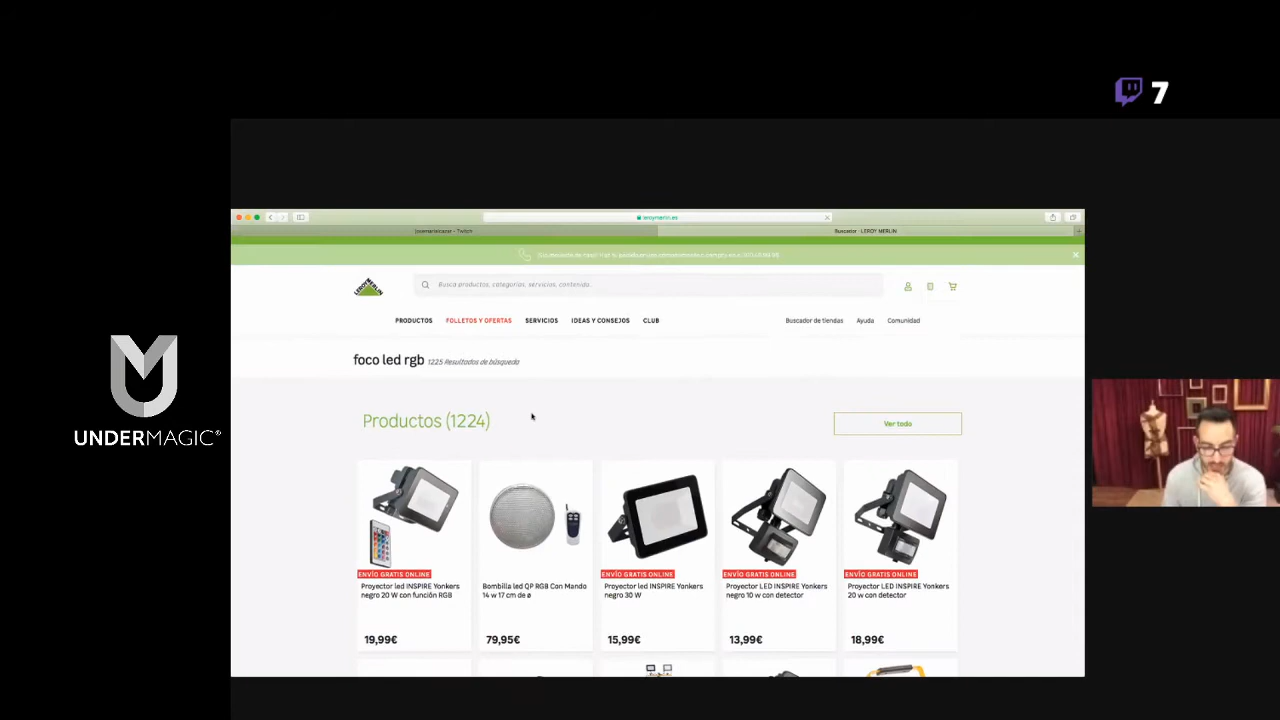 7
leroymerlin.es
Buscador · LEROY MERLIN
LEROY MERLIN
Busca productos, categorías, servicios, contenido.
PRODUCTOS FOLLETOS Y OFERTAS SERVICIOS IDEAS Y CONSEJOS CLUB Buscador de tiendas Ayuda Comunidad
foco led rgb 1225 Resultados de búsqueda
Productos (1224) Ver todo
UNDERMAGIC®
ENVÍO GRATIS ONLINE
Proyector led INSPIRE Yonkers
negro 20 W con función RGB
19,99€
Bombilla led QP RGB Con Mando
14 w 17 cm de ø
79,95€
ENVÍO GRATIS ONLINE
Proyector led INSPIRE Yonkers
negro 30 W
15,99€
ENVÍO GRATIS ONLINE
Proyector LED INSPIRE Yonkers
negro 10 w con detector
13,99€
ENVÍO GRATIS ONLINE
Proyector LED INSPIRE Yonkers
20 w con detector
18,99€